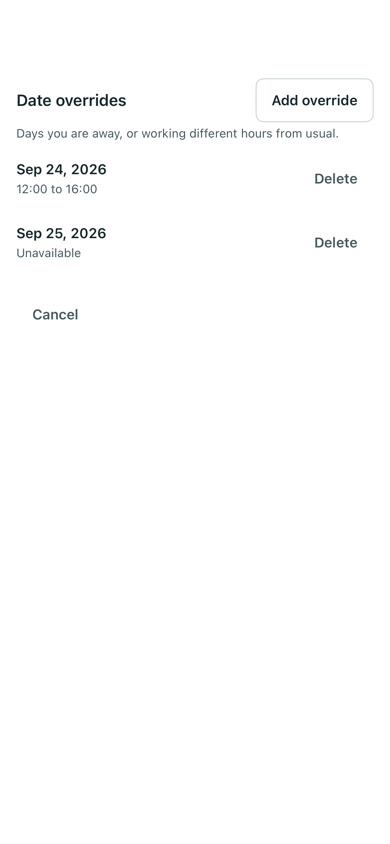 Date overrides
Add override
Days you are away, or working different hours from usual.
Sep 24, 2026
12:00 to 16:00
Delete
Sep 25, 2026
Unavailable
Delete
Cancel